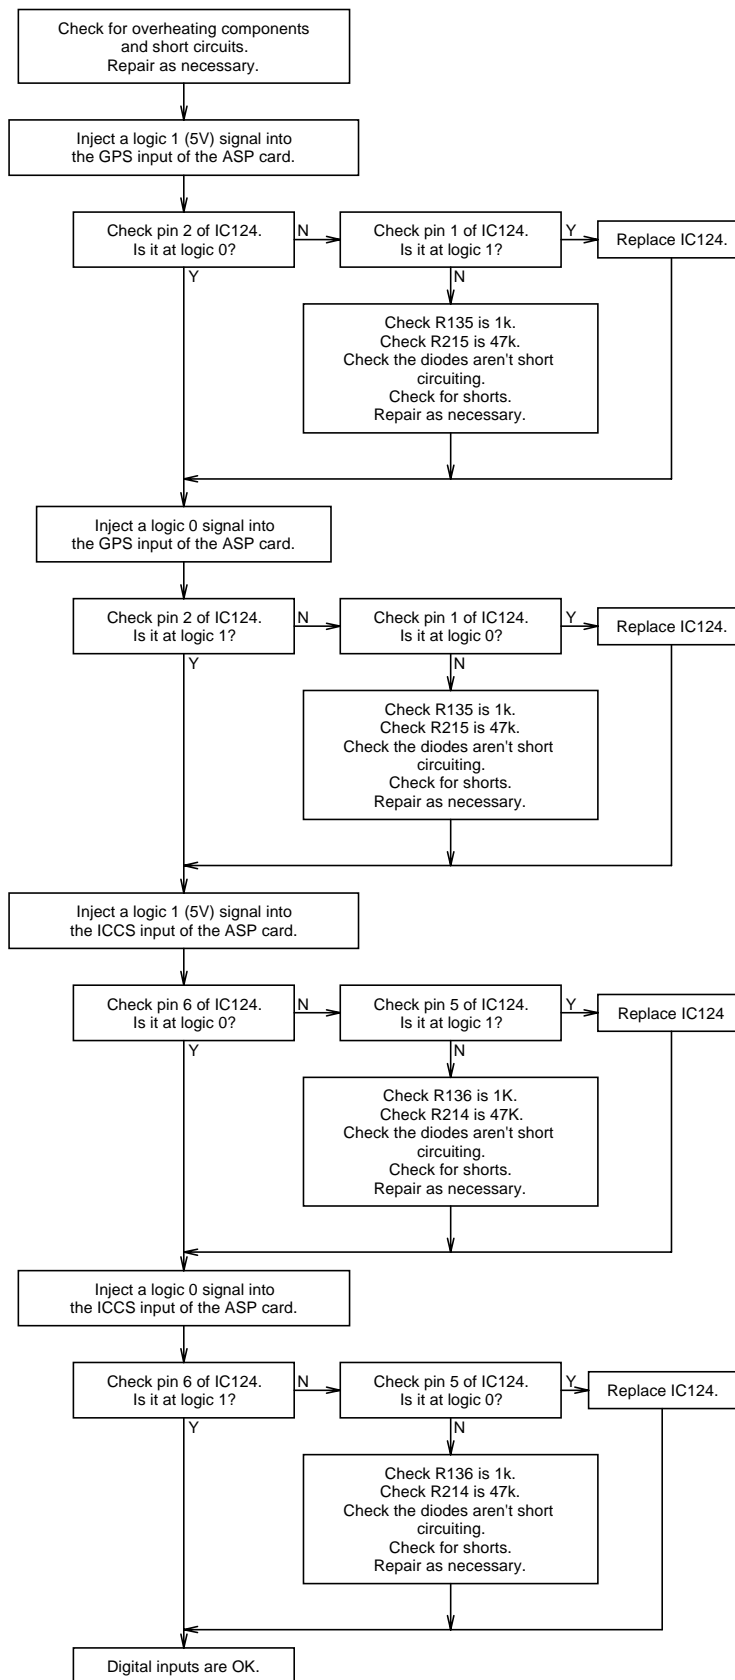 Check for overheating components
and short circuits.
Repair as necessary.
Inject a logic 1 (5V) signal into
the GPS input of the ASP card.
Check pin 2 of IC124.
Is it at logic 0?
N
Check pin 1 of IC124.
Is it at logic 1?
Y
Replace IC124.
Y
N
Check R135 is 1k.
Check R215 is 47k.
Check the diodes aren't short
circuiting.
Check for shorts.
Repair as necessary.
Inject a logic 0 signal into
the GPS input of the ASP card.
Check pin 2 of IC124.
Is it at logic 1?
N
Check pin 1 of IC124.
Is it at logic 0?
Y
Replace IC124.
Y
N
Check R135 is 1k.
Check R215 is 47k.
Check the diodes aren't short
circuiting.
Check for shorts.
Repair as necessary.
Inject a logic 1 (5V) signal into
the ICCS input of the ASP card.
Check pin 6 of IC124.
Is it at logic 0?
N
Check pin 5 of IC124.
Is it at logic 1?
Y
Replace IC124
Y
N
Check R136 is 1K.
Check R214 is 47K.
Check the diodes aren't short
circuiting.
Check for shorts.
Repair as necessary.
Inject a logic 0 signal into
the ICCS input of the ASP card.
Check pin 6 of IC124.
Is it at logic 1?
N
Check pin 5 of IC124.
Is it at logic 0?
Y
Replace IC124.
Y
N
Check R136 is 1k.
Check R214 is 47k.
Check the diodes aren't short
circuiting.
Check for shorts.
Repair as necessary.
Digital inputs are OK.